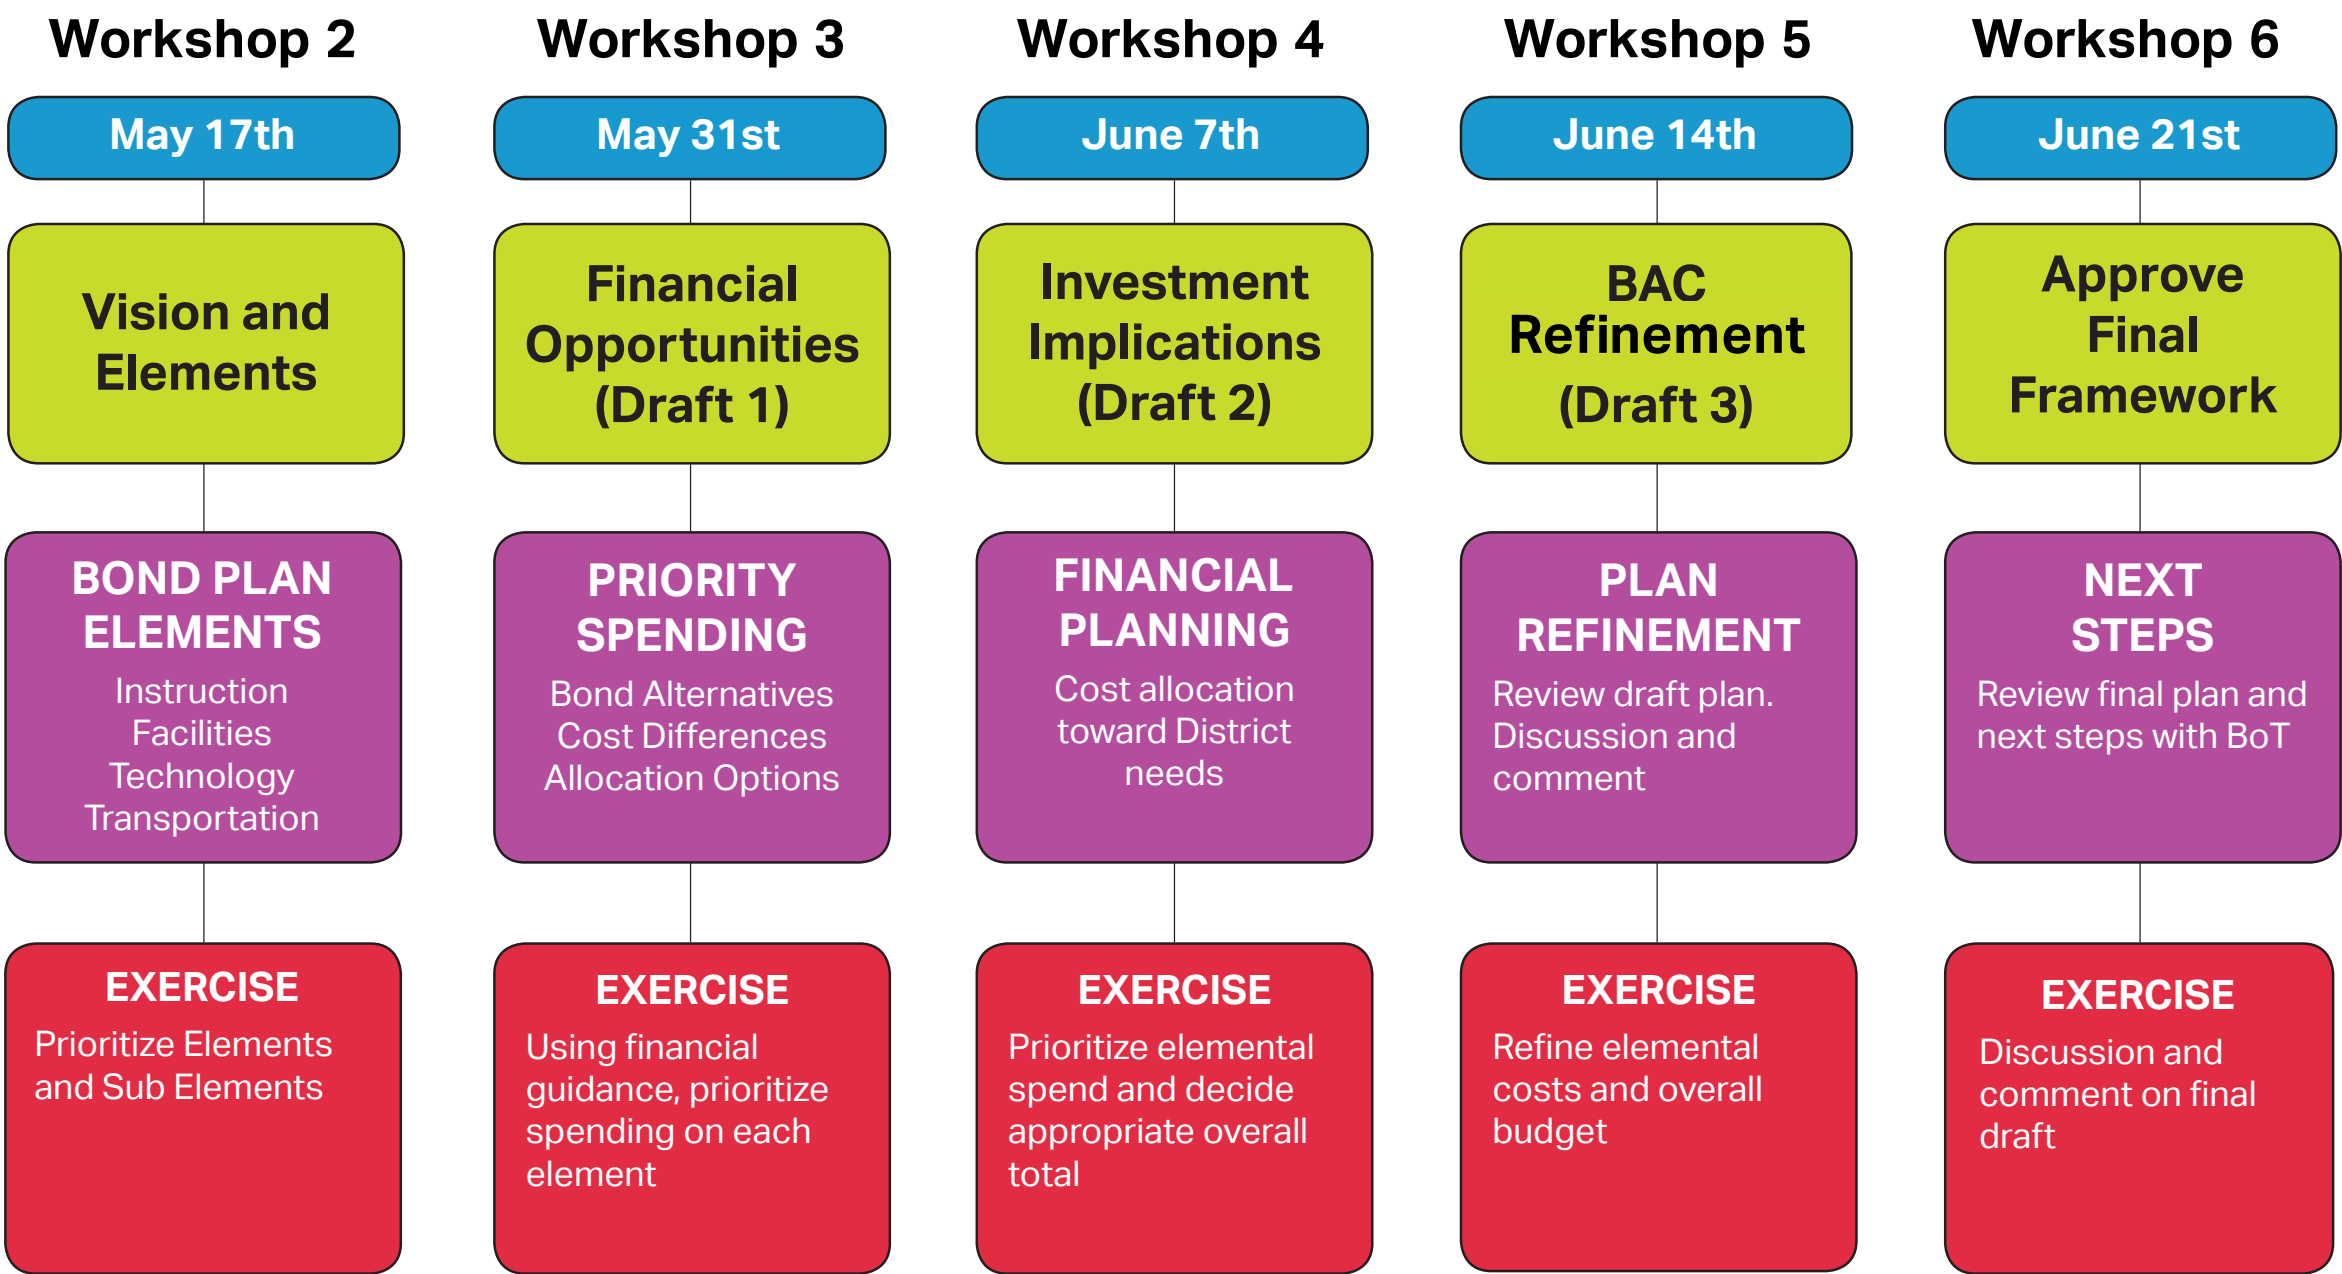 Workshop 2
May 17th
Vision and
Elements
BOND PLAN
ELEMENTS
Instruction
Facilities
Technology
Transportation
EXERCISE
Prioritize Elements
and Sub Elements
Workshop 3
May 31st
Financial
Opportunities
(Draft 1)
PRIORITY
SPENDING
Bond Alternatives
Cost Differences
Allocation Options
EXERCISE
Using financial
guidance, prioritize
spending on each
element
Workshop 4
June 7th
Investment
Implications
(Draft 2)
FINANCIAL
PLANNING
Cost allocation
toward District
needs
EXERCISE
Prioritize elemental
spend and decide
appropriate overall
total
Workshop 5
June 14th
BAC
Refinement
(Draft 3)
PLAN
REFINEMENT
Review draft plan.
Discussion and
comment
EXERCISE
Refine elemental
costs and overall
budget
Workshop 6
June 21st
Approve
Final
Framework
NEXT
STEPS
Review final plan and
next steps with BoT
EXERCISE
Discussion and
comment on final
draft